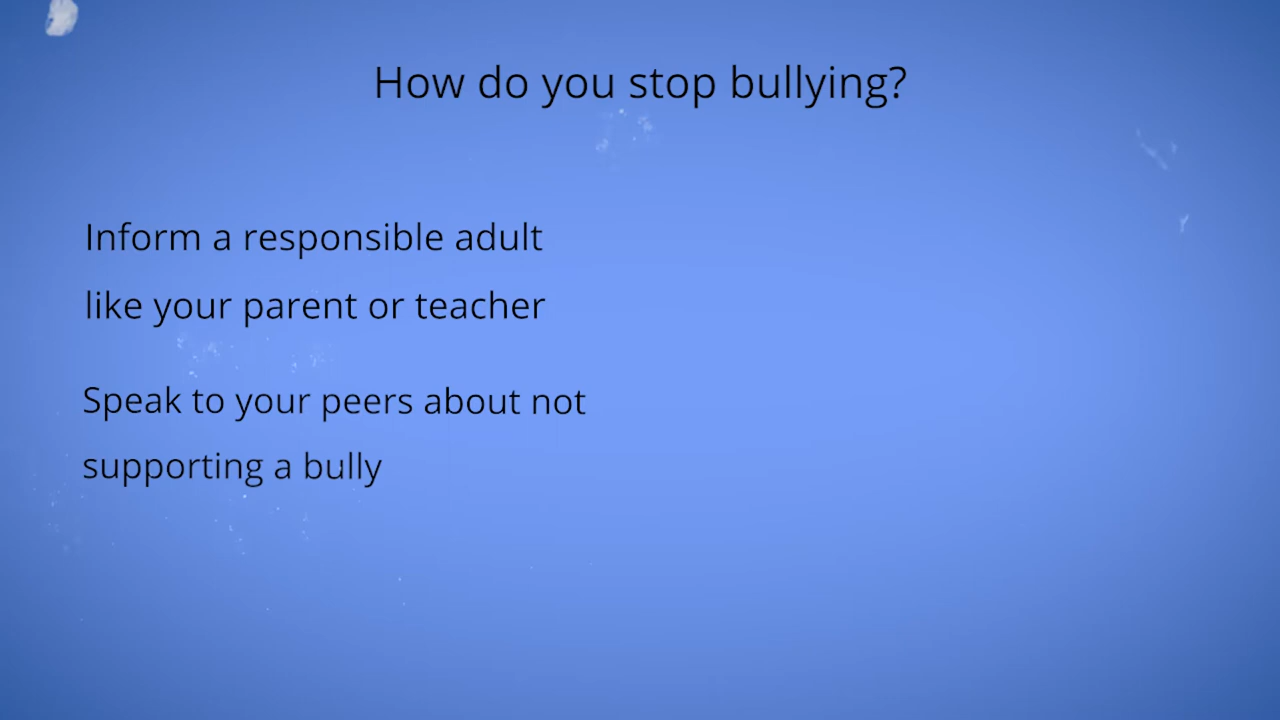 How do you stop bullying?
Inform a responsible adult
like your parent or teacher
Speak to your peers about not
supporting a bully